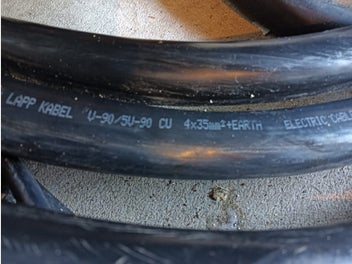 LAPP KABEL V-90/5V-90 CU 4x35mm²+EARTH ELECTRIC CABLE